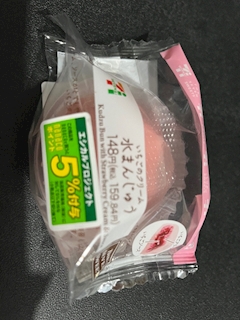 いちごのクリーム
水まんじゅう
148円(税込159.84円)
Kudzu Bun with Strawberry Cream
エシカルプロジェクト
5%付与